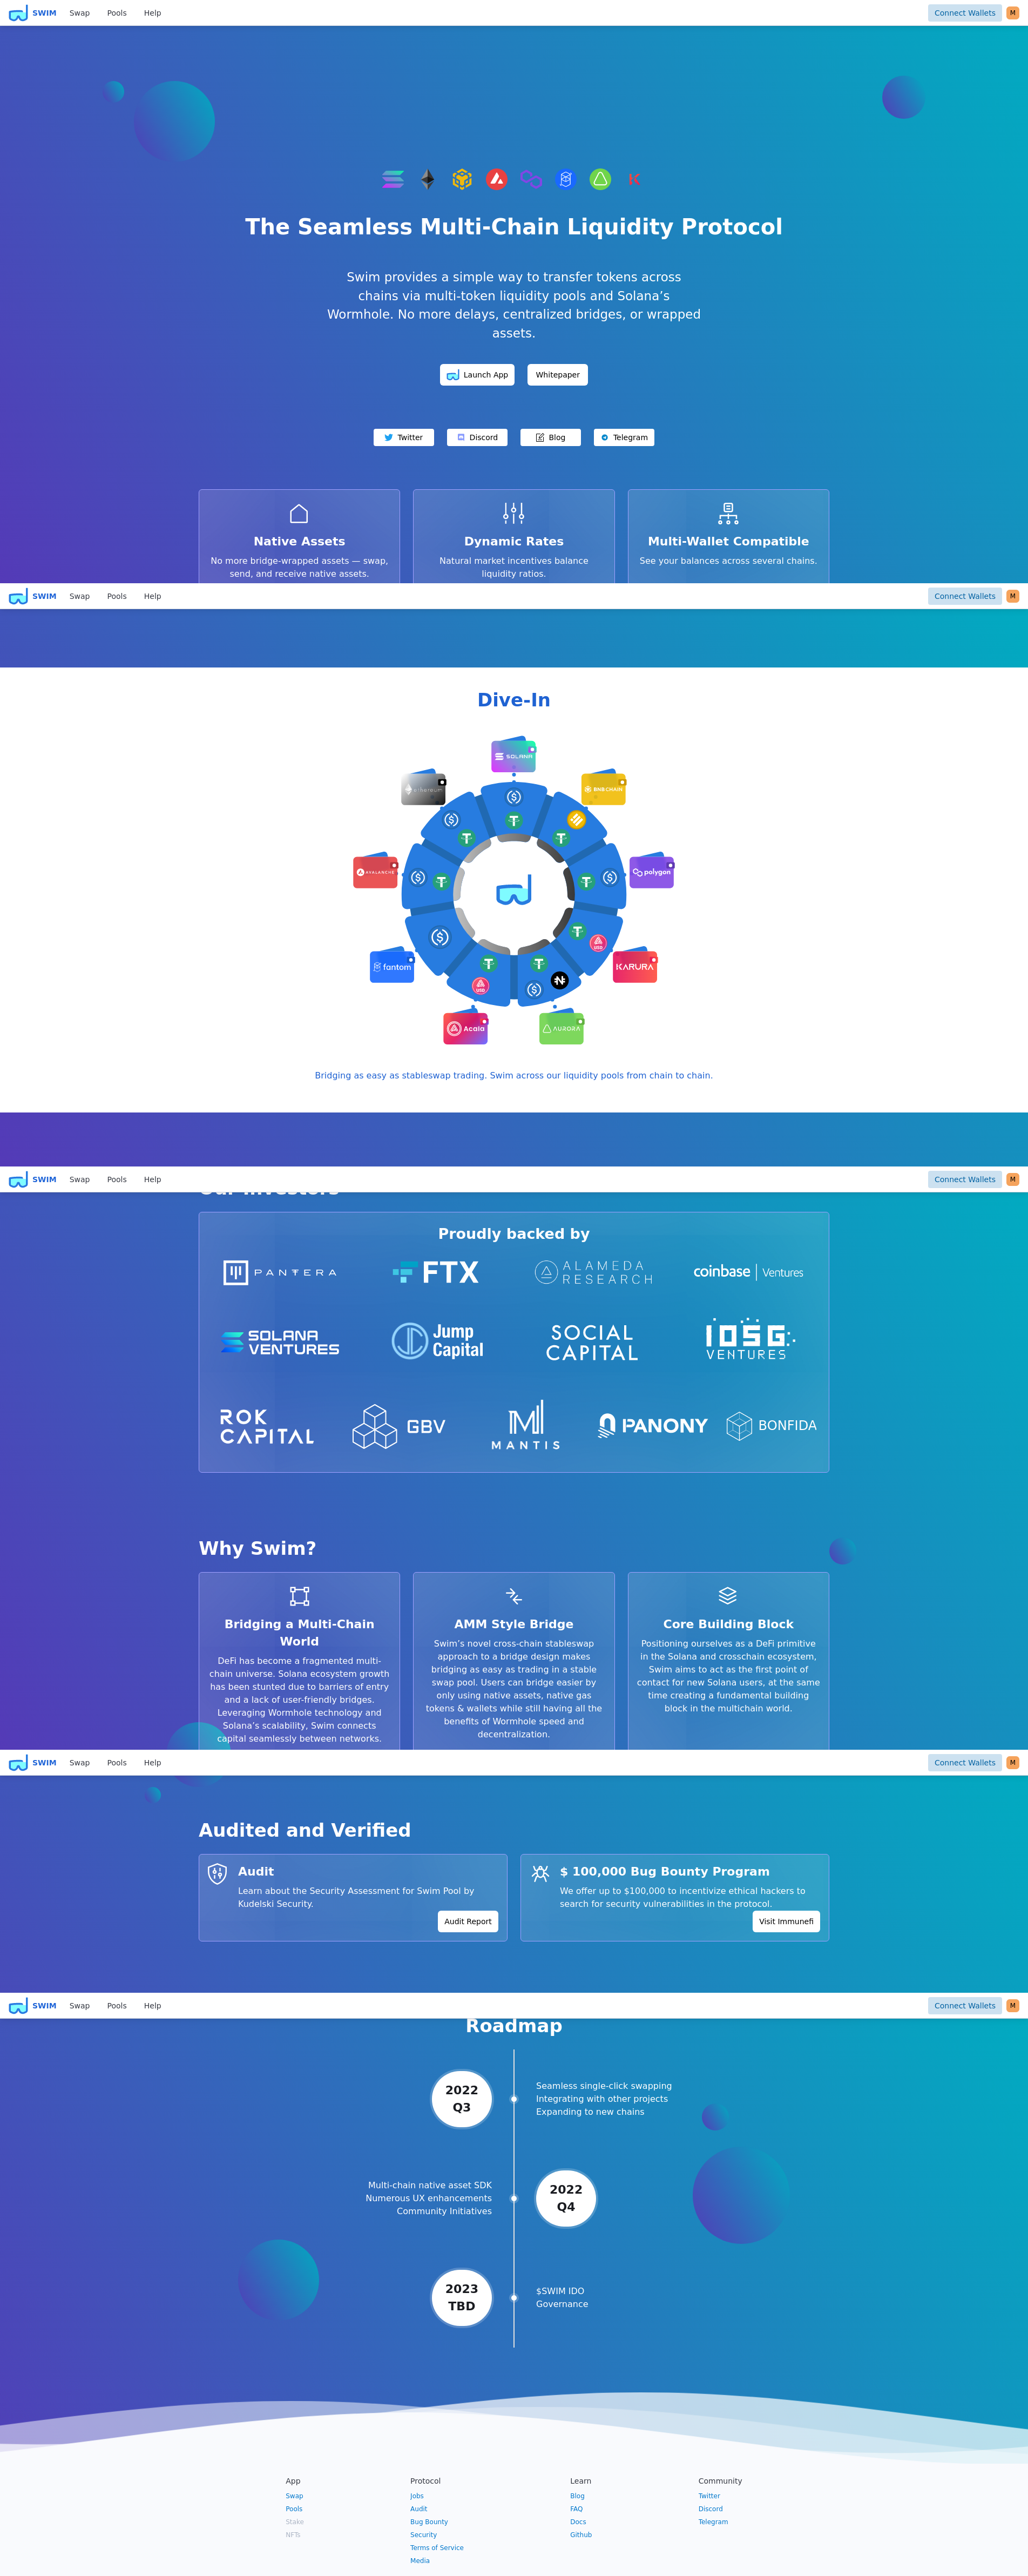 SWIM Swap Pools Help Connect Wallets M
The Seamless Multi-Chain Liquidity Protocol
Swim provides a simple way to transfer tokens across
chains via multi-token liquidity pools and Solana’s
Wormhole. No more delays, centralized bridges, or wrapped
assets.
Launch App Whitepaper
Twitter Discord Blog Telegram
Native Assets
No more bridge-wrapped assets — swap,
send, and receive native assets.
Dynamic Rates
Natural market incentives balance
liquidity ratios.
Multi-Wallet Compatible
See your balances across several chains.
SWIM Swap Pools Help Connect Wallets M
Dive-In
SOLANA
ethereum
BNB CHAIN
AVALANCHE
polygon
fantom
KARURA
Acala
AURORA
USD
USD
Bridging as easy as stableswap trading. Swim across our liquidity pools from chain to chain.
SWIM Swap Pools Help Connect Wallets M
Our Investors
Proudly backed by
PANTERA
FTX
ALAMEDA
RESEARCH
coinbase | Ventures
SOLANA
VENTURES
Jump
Capital
SOCIAL
CAPITAL
IOSG
VENTURES
ROK
CAPITAL
GBV
MANTIS
PANONY
BONFIDA
Why Swim?
Bridging a Multi-Chain
World
DeFi has become a fragmented multi-
chain universe. Solana ecosystem growth
has been stunted due to barriers of entry
and a lack of user-friendly bridges.
Leveraging Wormhole technology and
Solana’s scalability, Swim connects
capital seamlessly between networks.
AMM Style Bridge
Swim’s novel cross-chain stableswap
approach to a bridge design makes
bridging as easy as trading in a stable
swap pool. Users can bridge easier by
only using native assets, native gas
tokens & wallets while still having all the
benefits of Wormhole speed and
decentralization.
Core Building Block
Positioning ourselves as a DeFi primitive
in the Solana and crosschain ecosystem,
Swim aims to act as the first point of
contact for new Solana users, at the same
time creating a fundamental building
block in the multichain world.
SWIM Swap Pools Help Connect Wallets M
Audited and Verified
Audit
Learn about the Security Assessment for Swim Pool by
Kudelski Security.
Audit Report
$ 100,000 Bug Bounty Program
We offer up to $100,000 to incentivize ethical hackers to
search for security vulnerabilities in the protocol.
Visit Immunefi
SWIM Swap Pools Help Connect Wallets M
Roadmap
2022
Q3
Seamless single-click swapping
Integrating with other projects
Expanding to new chains
Multi-chain native asset SDK
Numerous UX enhancements
Community Initiatives
2022
Q4
2023
TBD
$SWIM IDO
Governance
App
Swap
Pools
Stake
NFTs
Protocol
Jobs
Audit
Bug Bounty
Security
Terms of Service
Media
Learn
Blog
FAQ
Docs
Github
Community
Twitter
Discord
Telegram